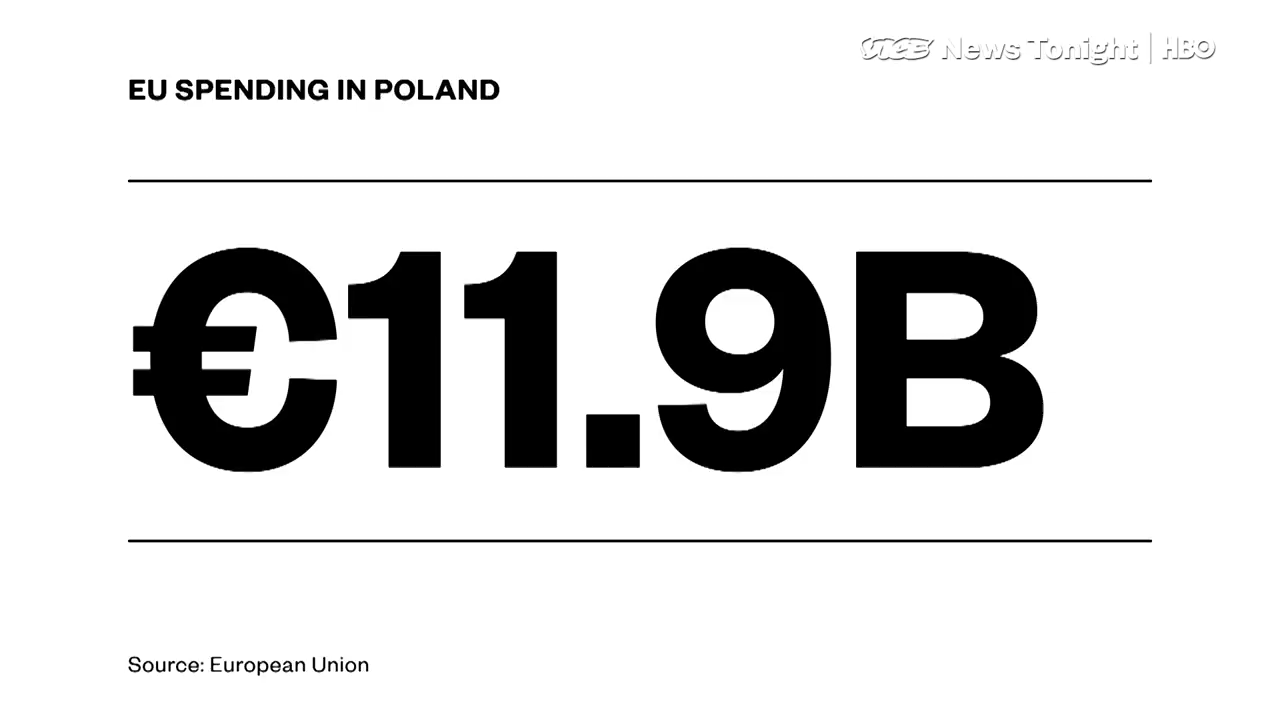 VICE News Tonight | HBO
EU SPENDING IN POLAND
€11.9B
Source: European Union